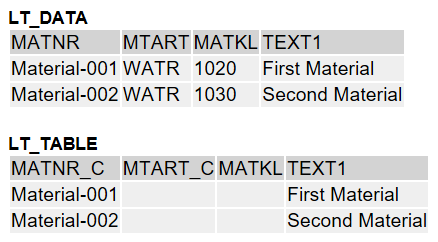 LT_DATA
MATNR MTART MATKL TEXT1
Material-001 WATR 1020 First Material
Material-002 WATR 1030 Second Material
LT_TABLE
MATNR_C MTART_C MATKL TEXT1
Material-001 First Material
Material-002 Second Material